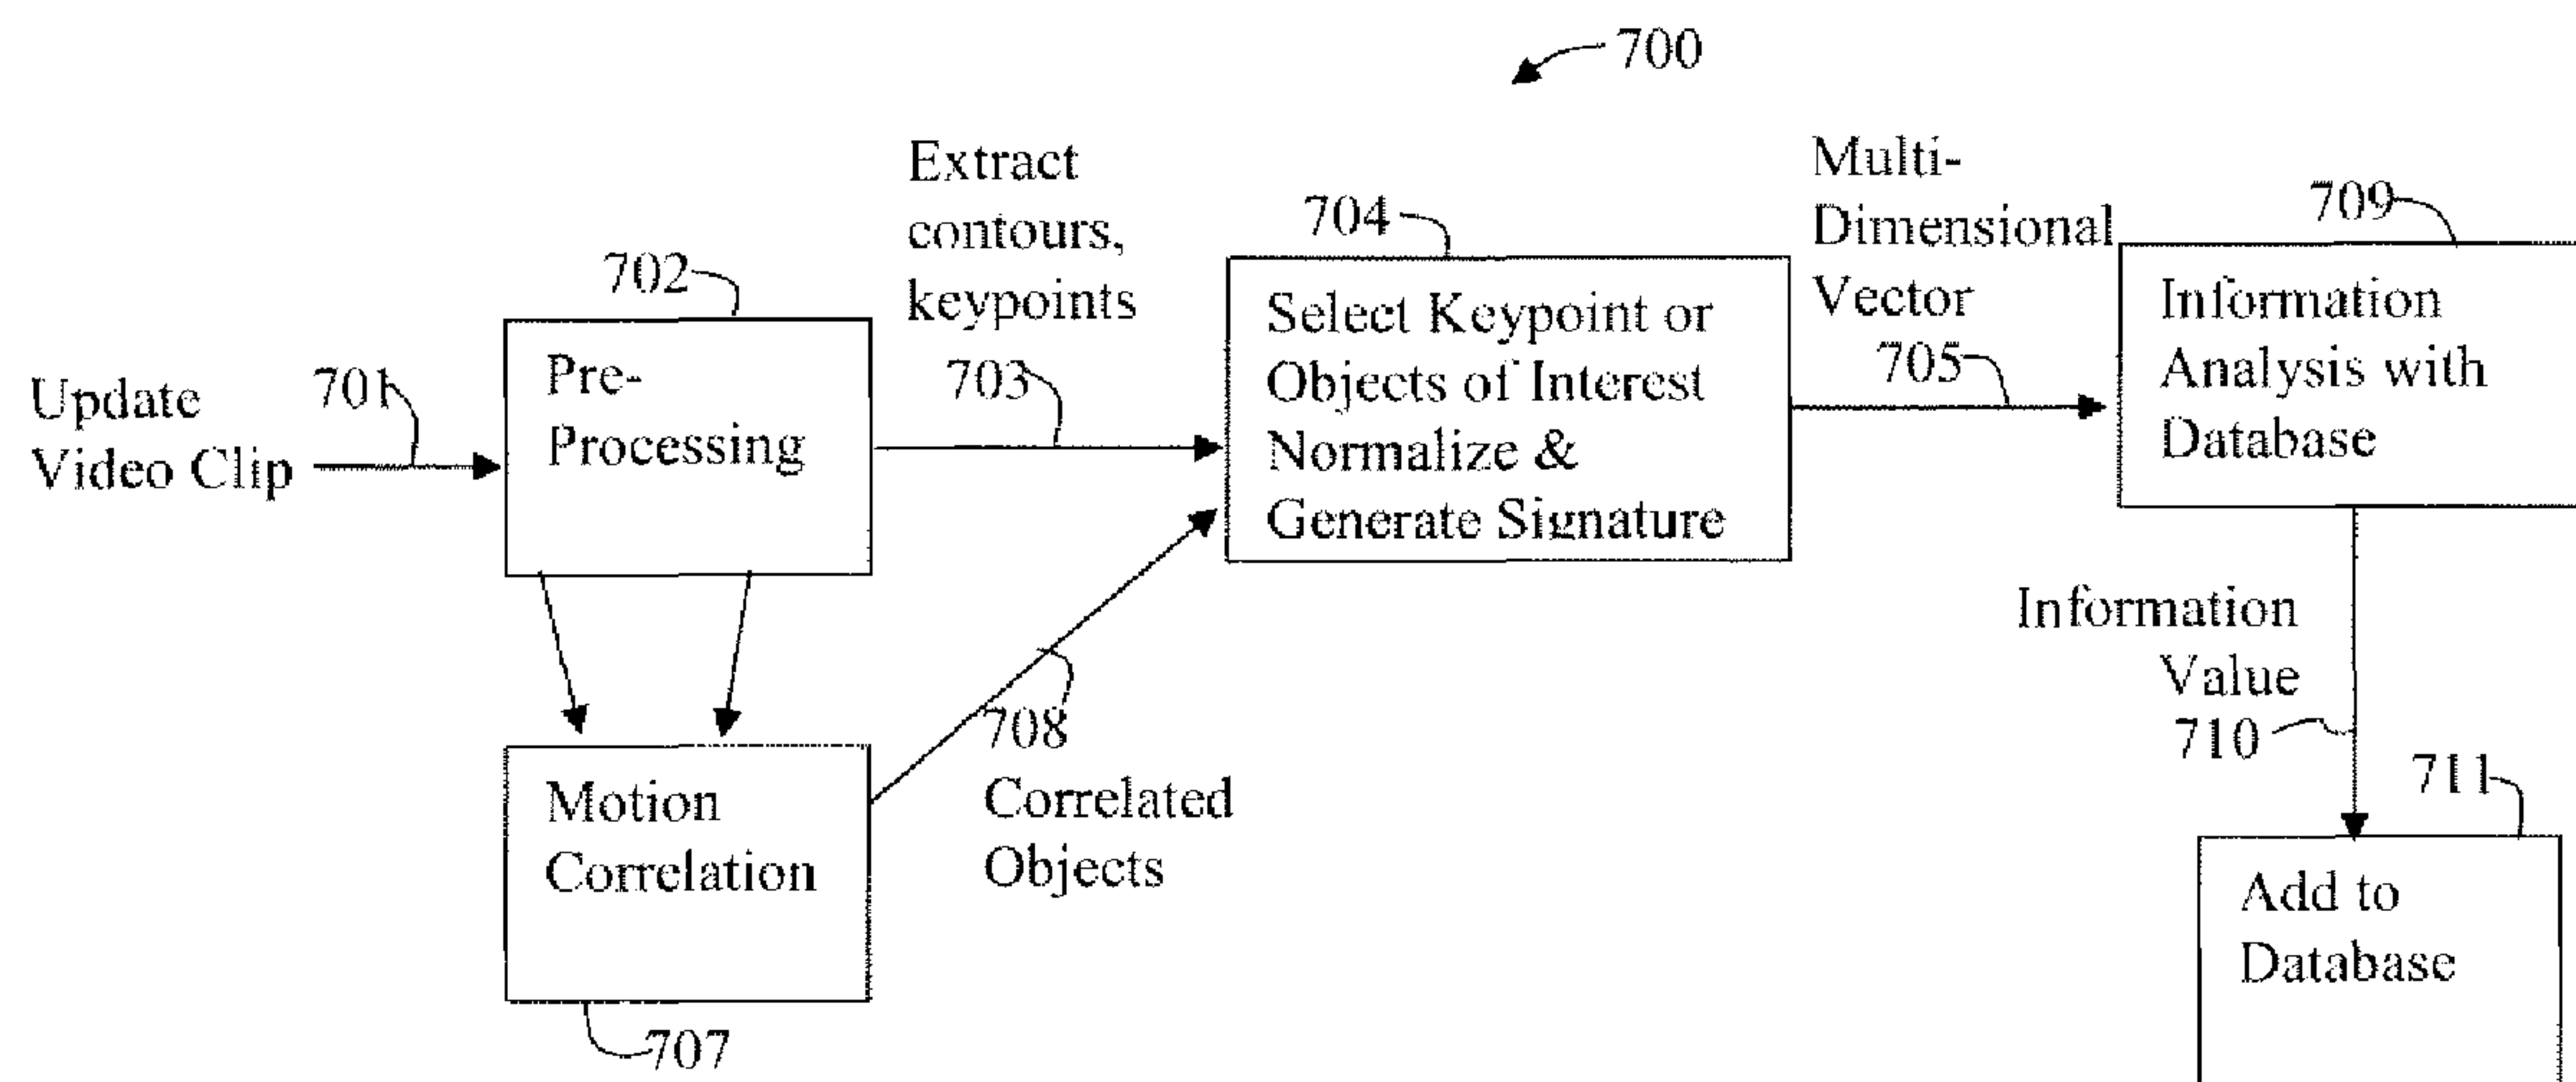 700
Update
Video Clip
701
702
Pre-
Processing
Extract
contours,
keypoints
703
704
Select Keypoint or
Objects of Interest
Normalize &
Generate Signature
Multi-
Dimensional
Vector
705
709
Information
Analysis with
Database
Motion
Correlation
707
708
Correlated
Objects
Information
Value
710
711
Add to
Database